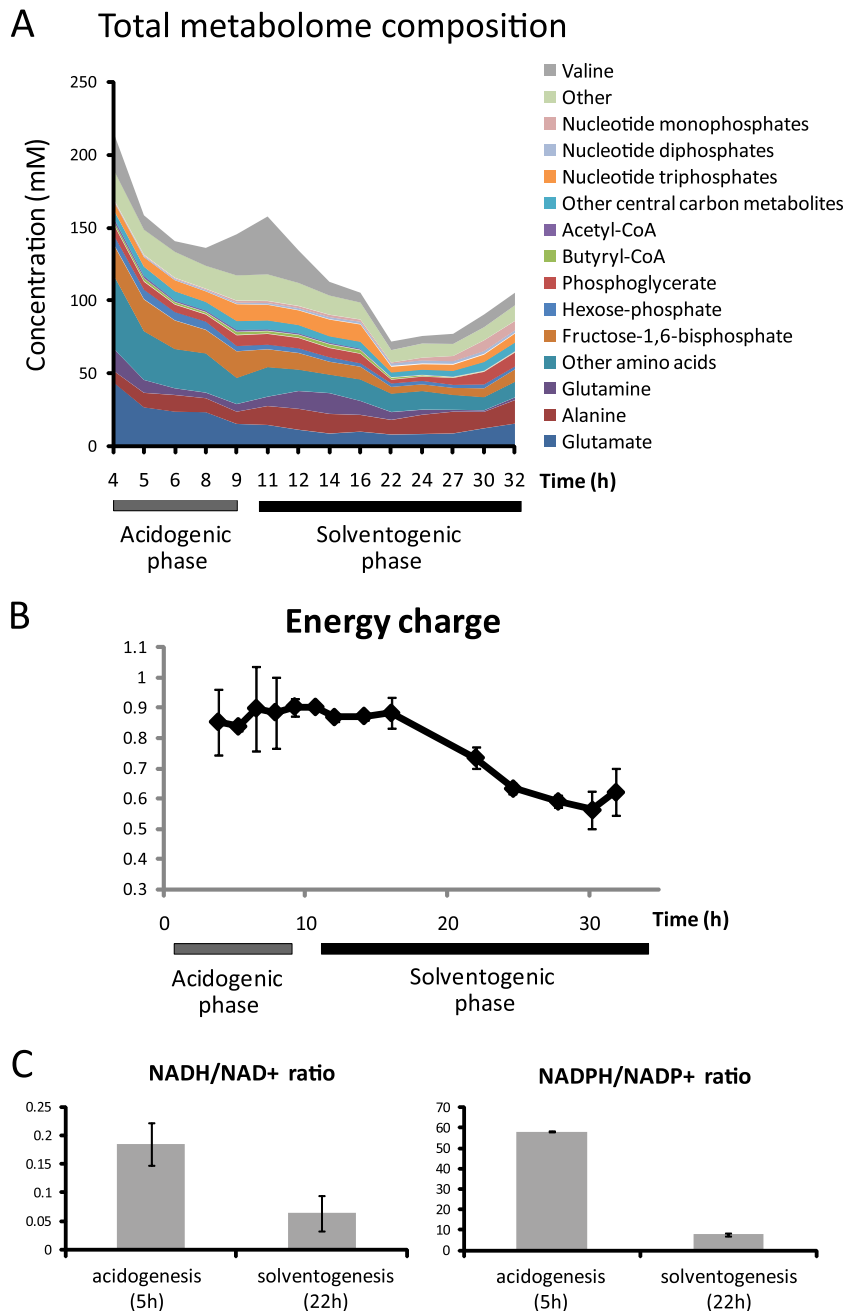 A
Total metabolome composition
Concentration (mM)
250
200
150
100
50
0
4 5 6 8 9 11 12 14 16 22 24 27 30 32 Time (h)
Acidogenic phase
Solventogenic phase
Valine
Other
Nucleotide monophosphates
Nucleotide diphosphates
Nucleotide triphosphates
Other central carbon metabolites
Acetyl-CoA
Butyryl-CoA
Phosphoglycerate
Hexose-phosphate
Fructose-1,6-bisphosphate
Other amino acids
Glutamine
Alanine
Glutamate
B
Energy charge
1.1
1
0.9
0.8
0.7
0.6
0.5
0.4
0.3
0 10 20 30 Time (h)
Acidogenic phase
Solventogenic phase
C
NADH/NAD+ ratio
0.25
0.2
0.15
0.1
0.05
0
acidogenesis (5h)
solventogenesis (22h)
NADPH/NADP+ ratio
70
60
50
40
30
20
10
0
acidogenesis (5h)
solventogenesis (22h)